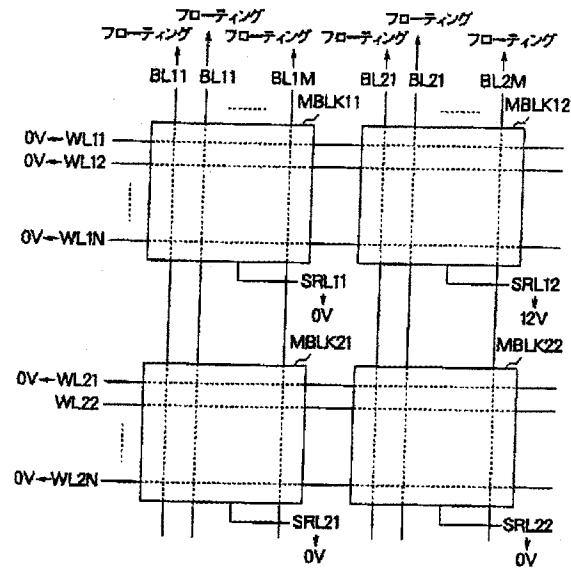 フローティング フローティング
フローティング フローティング フローティング フローティング
BL11 BL11 BL1M BL21 BL21 BL2M
MBLK11 MBLK12
0V←WL11
0V←WL12
0V←WL1N
SRL11 SRL12
0V 12V
MBLK21 MBLK22
0V←WL21
WL22
0V←WL2N
SRL21 SRL22
0V 0V